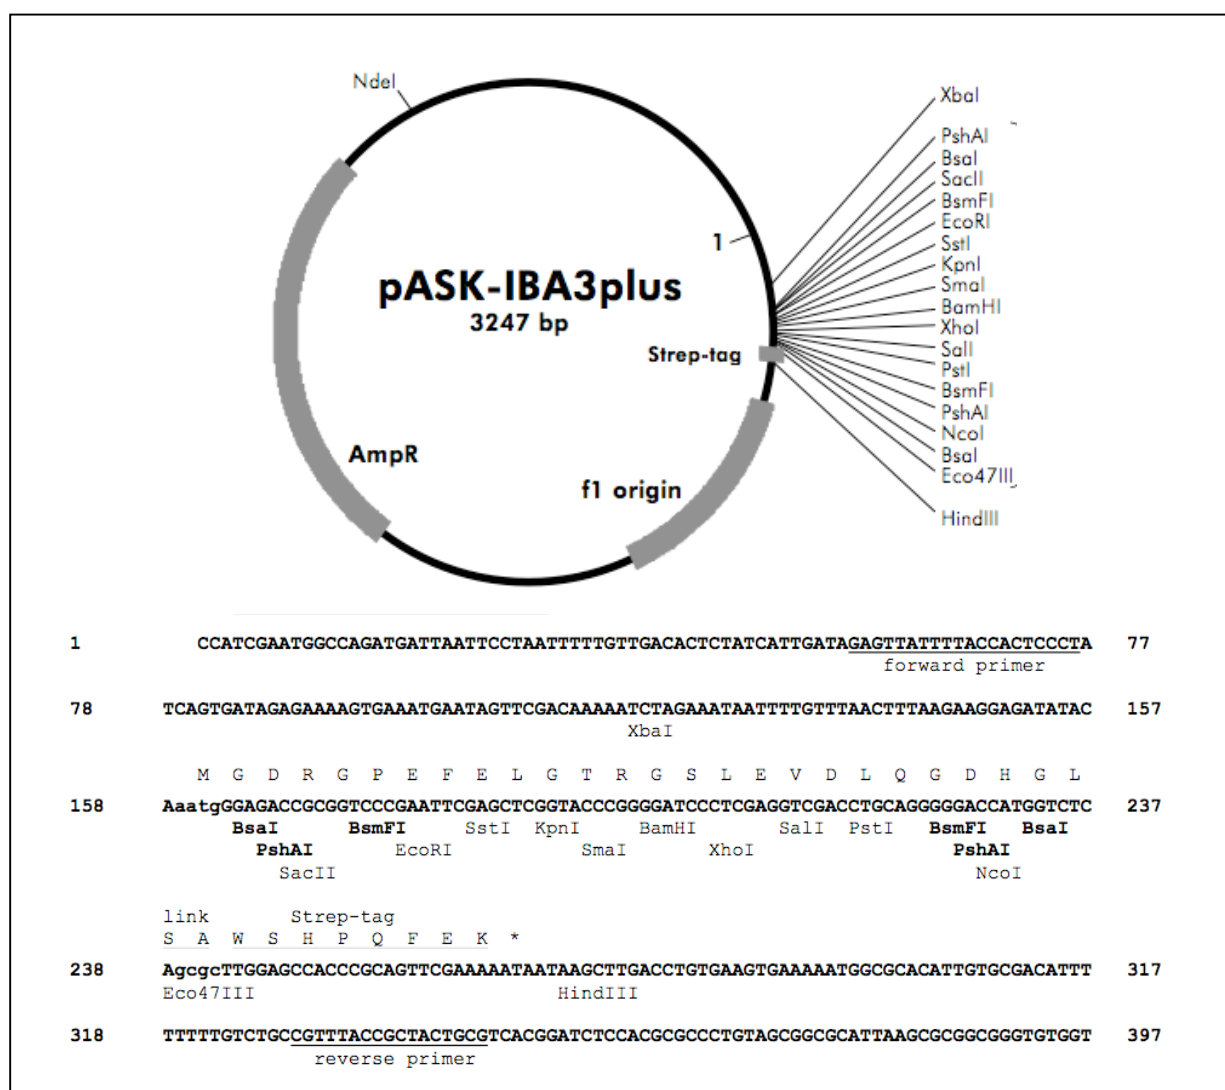 NdeI
XbaI
PshAI
BsaI
SacII
BsmFI
EcoRI
SstI
KpnI
SmaI
BamHI
XhoI
SalI
PstI
BsmFI
PshAI
NcoI
BsaI
Eco47III
HindIII
1
pASK-IBA3plus
3247 bp
Strep-tag
AmpR
f1 origin
1 CCATCGAATGGCCAGATGATTAATTCCTAATTTTTGTTGACACTCTATCATTGATAGAGTTATTTTACCACTCCCTA 77
forward primer
78 TCAGTGATAGAGAAAAGTGAAATGAATAGTTCGACAAAAATCTAGAAATAATTTTGTTTAACTTTAAGAAGGAGATATAC 157
XbaI
M G D R G P E F E L G T R G S L E V D L Q G D H G L
158 AaatgGGAGACCGCGGTCCCGAATTCGAGCTCGGTACCCGGGGATCCCTCGAGGTCGACCTGCAGGGGGACCATGGTCTC 237
BsaI BsmFI SstI KpnI BamHI SalI PstI BsmFI BsaI
PshAI EcoRI SmaI XhoI PshAI
SacII NcoI
link Strep-tag
S A W S H P Q F E K *
238 AgcgcTTGGAGCCACCCGCAGTTCGAAAAATAATAAGCTTGACCTGTGAAGTGAAAAATGGCGCACATTGTGCGACATTT 317
Eco47III HindIII
318 TTTTTGTCTGCCGTTTACCGCTACTGCGTCACGGATCTCCACGCGCCCTGTAGCGGCGCATTAAGCGCGGCGGGTGTGGT 397
reverse primer